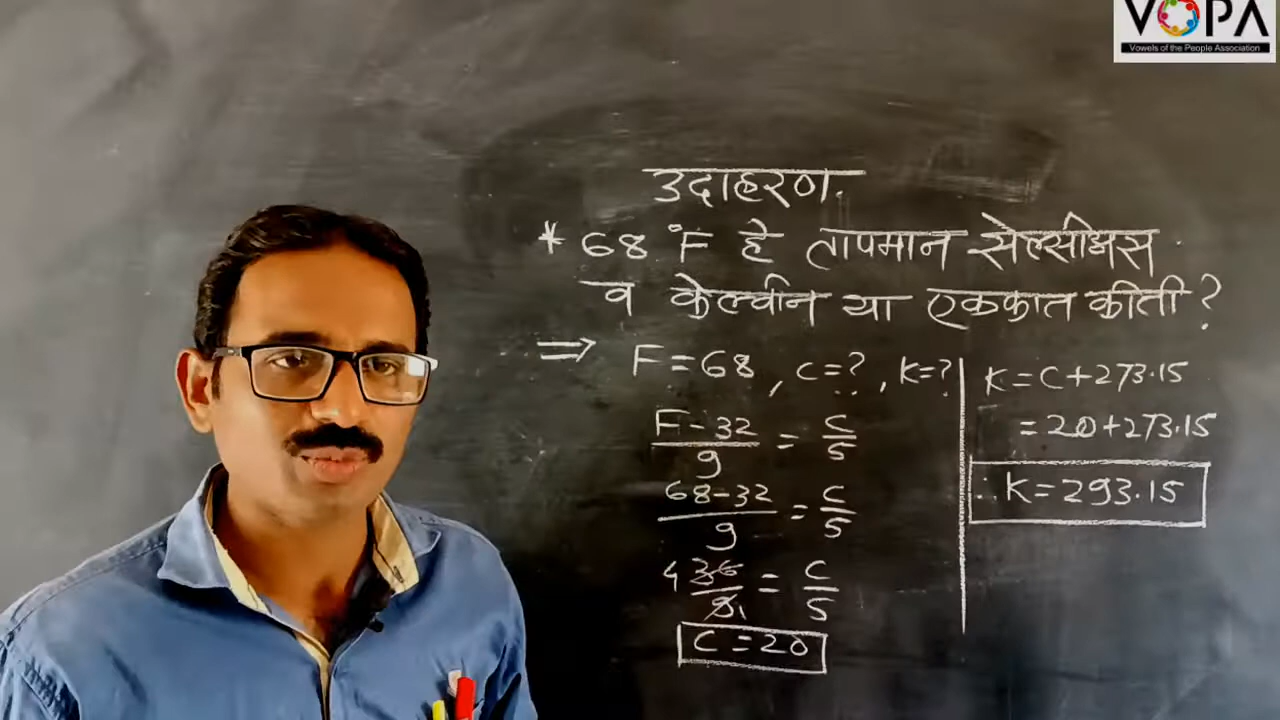 VOPA
Vowels of the People Association
उदाहरण.
* 68 °F हे तापमान सेल्सीअस
व केल्वीन या एककात कीती ?
⇒ F = 68 , C = ? , K = ?
F - 32 / 9 = C / 5
68 - 32 / 9 = C / 5
4 36 / 9 1 = C / 5
C = 20
K = C + 273.15
= 20 + 273.15
∴ K = 293.15